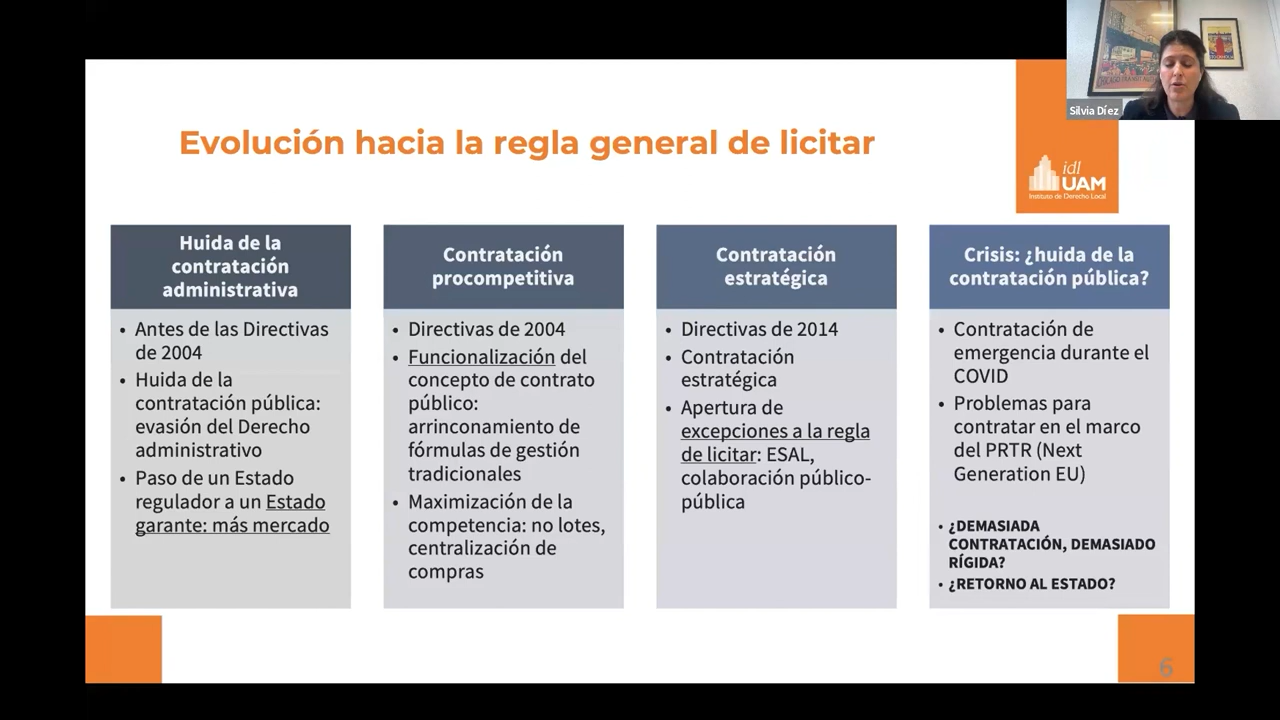 Silvia Díez
Evolución hacia la regla general de licitar
idl
UAM
Instituto de Derecho Local
Huida de la
contratación
administrativa
• Antes de las Directivas
de 2004
• Huida de la
contratación pública:
evasión del Derecho
administrativo
• Paso de un Estado
regulador a un Estado
garante: más mercado
Contratación
procompetitiva
• Directivas de 2004
• Funcionalización del
concepto de contrato
público:
arrinconamiento de
fórmulas de gestión
tradicionales
• Maximización de la
competencia: no lotes,
centralización de
compras
Contratación
estratégica
• Directivas de 2014
• Contratación
estratégica
• Apertura de
excepciones a la regla
de licitar: ESAL,
colaboración público-
pública
Crisis: ¿huida de la
contratación pública?
• Contratación de
emergencia durante el
COVID
• Problemas para
contratar en el marco
del PRTR (Next
Generation EU)
• ¿DEMASIADA
CONTRATACIÓN, DEMASIADO
RÍGIDA?
• ¿RETORNO AL ESTADO?
6